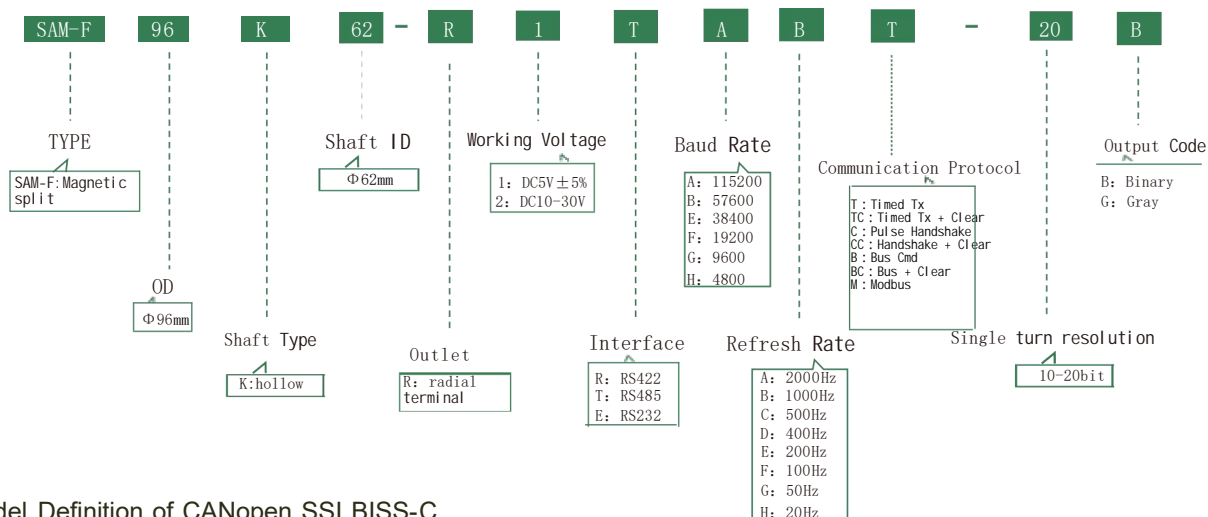 SAM-F 96 K 62 - R 1 T A B T - 20 B
TYPE
SAM-F:Magnetic
split
OD
Φ96mm
Shaft Type
K:hollow
Shaft ID
Φ62mm
Outlet
R: radial
terminal
Working Voltage
1: DC5V±5%
2: DC10-30V
Interface
R: RS422
T: RS485
E: RS232
Baud Rate
A: 115200
B: 57600
E: 38400
F: 19200
G: 9600
H: 4800
Refresh Rate
A: 2000Hz
B: 1000Hz
C: 500Hz
D: 400Hz
E: 200Hz
F: 100Hz
G: 50Hz
H: 20Hz
Communication Protocol
T: Timed Tx
TC: Timed Tx + Clear
C: Pulse Handshake
CC: Handshake + Clear
B: Bus Cmd
BC: Bus + Clear
M: Modbus
Single turn resolution
10-20bit
Output Code
B: Binary
G: Gray
del Definition of CANopen SSI BISS-C